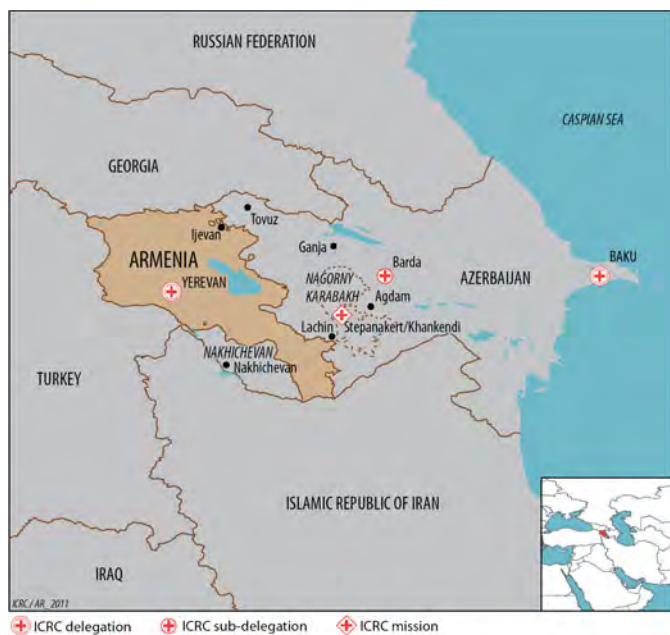 RUSSIAN FEDERATION
CASPIAN SEA
GEORGIA
Tovuz
Ijevan
Ganja
ARMENIA
NAGORNY
KARABAKH
Barda
AZERBAIJAN
BAKU
YEREVAN
Agdam
Lachin
Stepanakert/Khankendi
NAKHICHEVAN
Nakhichevan
TURKEY
ISLAMIC REPUBLIC OF IRAN
IRAQ
ICRC / AR_2011
ICRC delegation
ICRC sub-delegation
ICRC mission